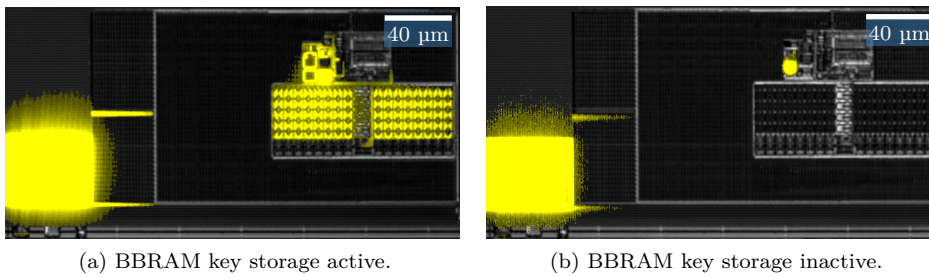 40 µm
40 µm
(a) BBRAM key storage active.
(b) BBRAM key storage inactive.